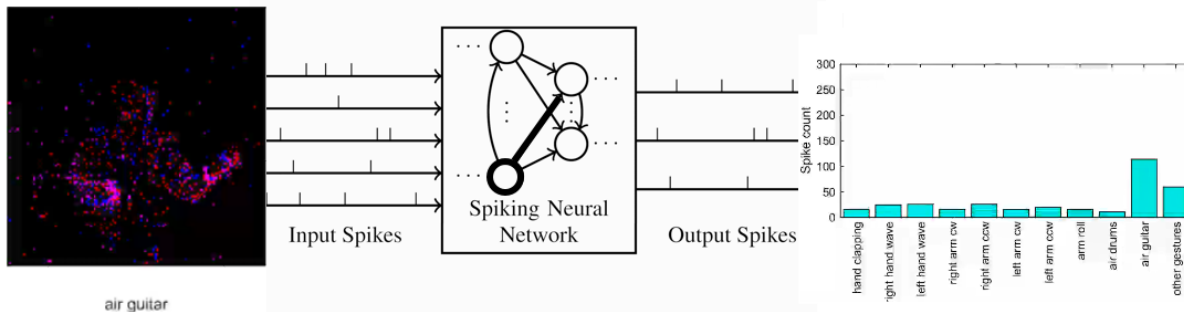 air guitar
Input Spikes
Spiking Neural
Network
Output Spikes
Spike count
300
250
200
150
100
50
0
hand clapping
right hand wave
left hand wave
right arm cw
right arm ccw
left arm cw
left arm ccw
arm roll
air drums
air guitar
other gestures